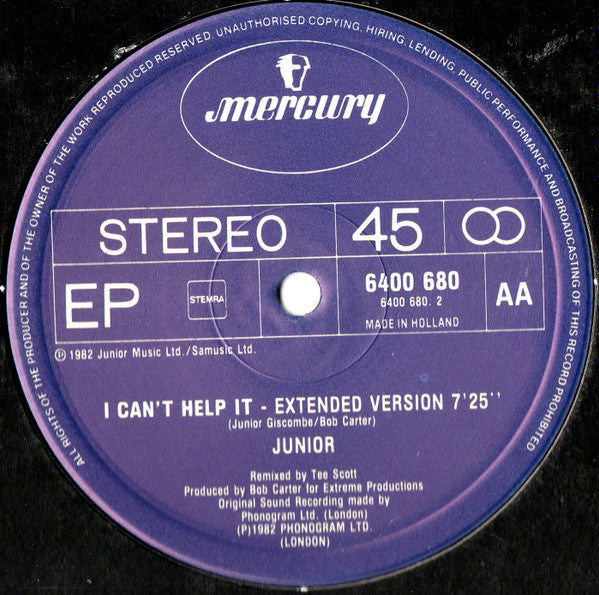 ALL RIGHTS OF THE PRODUCER AND OF THE OWNER OF THE WORK REPRODUCED RESERVED. UNAUTHORISED COPYING, HIRING, LENDING, PUBLIC PERFORMANCE AND BROADCASTING OF THIS RECORD PROHIBITED
mercury
STEREO 45
EP STEMRA 6400 680 AA
6400 680. 2
MADE IN HOLLAND
℗ 1982 Junior Music Ltd./Samusic Ltd.
I CAN'T HELP IT - EXTENDED VERSION 7'25''
(Junior Giscombe/Bob Carter)
JUNIOR
Remixed by Tee Scott
Produced by Bob Carter for Extreme Productions
Original Sound Recording made by
Phonogram Ltd. (London)
(P)1982 PHONOGRAM LTD.
(LONDON)